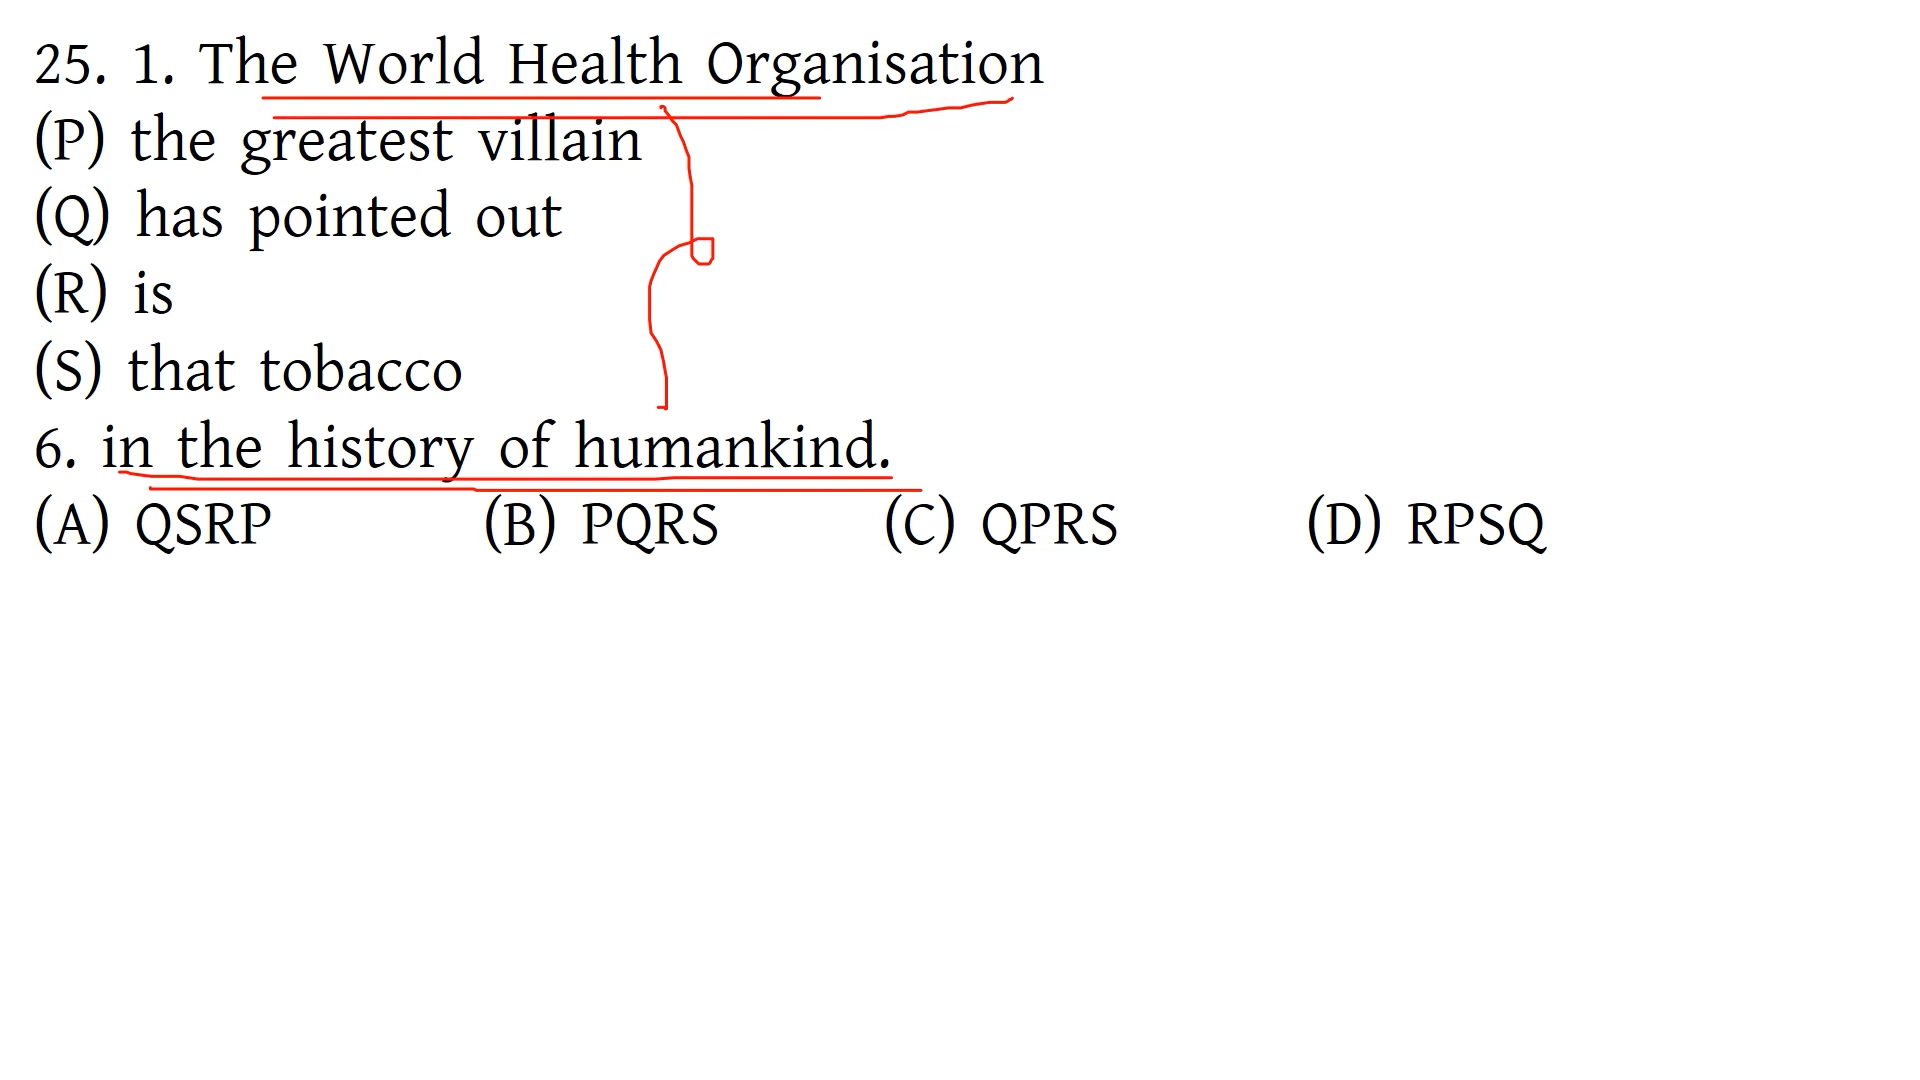 25. 1. The World Health Organisation
(P) the greatest villain
(Q) has pointed out
(R) is
(S) that tobacco
6. in the history of humankind.
(A) QSRP (B) PQRS (C) QPRS (D) RPSQ